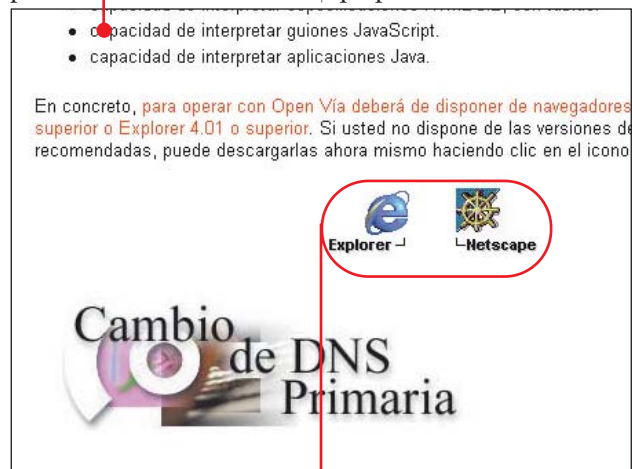 • capacidad de interpretar guiones JavaScript.
• capacidad de interpretar aplicaciones Java.
En concreto, para operar con Open Vía deberá de disponer de navegadores
superior o Explorer 4.01 o superior. Si usted no dispone de las versiones de
recomendadas, puede descargarlas ahora mismo haciendo clic en el icono
Explorer
Netscape
Cambio
de DNS
Primaria